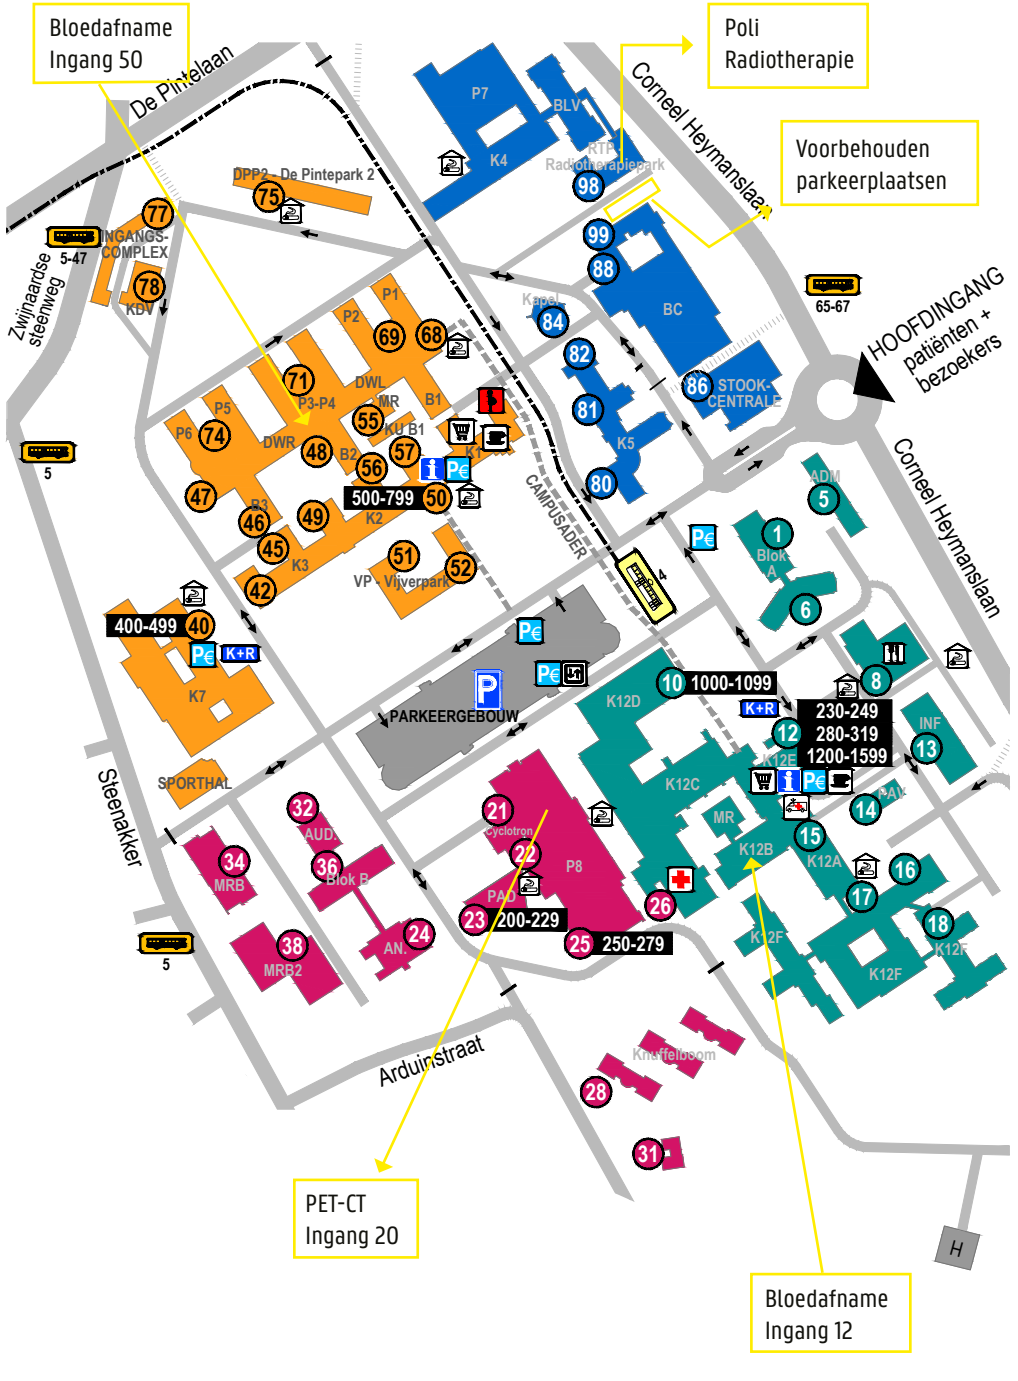 Bloedafname
Ingang 50
Poli
Radiotherapie
Voorbehouden
parkeerplaatsen
De Pintelaan
Corneel Heymanslaan
P7
BLV
K4
RTP
Radiotherapiepark
98
DPP2 - De Pintepark 2
75
77
INGANGS-
COMPLEX
5-47
78
KDV
Zwijnaardse
steenweg
99
88
BC
65-67
HOOFDINGANG
patiënten +
bezoekers
Kapel
84
82
81
K5
80
86
STOOK-
CENTRALE
P1
P2
69
68
71
DWL
P3-P4
MR
B1
55
KU B1
P5
P6
74
DWR
48
B2
56
57
K1
i
P€
500-799
50
5
47
B3
46
49
K2
45
K3
42
51
52
VP - Vijverpark
CAMPUSADER
4
P€
ADM
5
1
Blok
A
6
Corneel Heymanslaan
400-499
40
P€
K+R
K7
P€
P€
P
PARKEERGEBOUW
SPORTHAL
K12D
10
1000-1099
K+R
8
230-249
280-319
1200-1599
12
K12E
INF
13
i
P€
K12C
MR
K12B
15
K12A
14
PAV
16
17
18
K12F
K12F
K12F
Steenakker
32
AUD.
34
MRB
36
Blok B
24
AN.
38
MRB2
5
21
Cyclotron
22
P8
PAD
23
200-229
25
250-279
26
Arduinstraat
Knuffelboom
28
31
PET-CT
Ingang 20
H
Bloedafname
Ingang 12